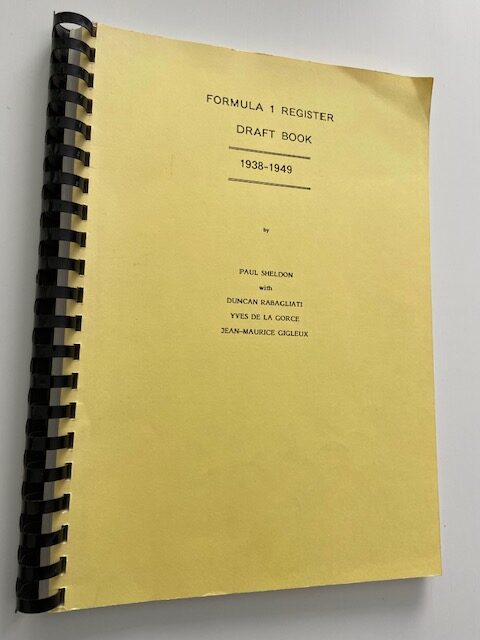 FORMULA 1 REGISTER
DRAFT BOOK
1938-1949
by
PAUL SHELDON
with
DUNCAN RABAGLIATI
YVES DE LA GORCE
JEAN-MAURICE GIGLEUX